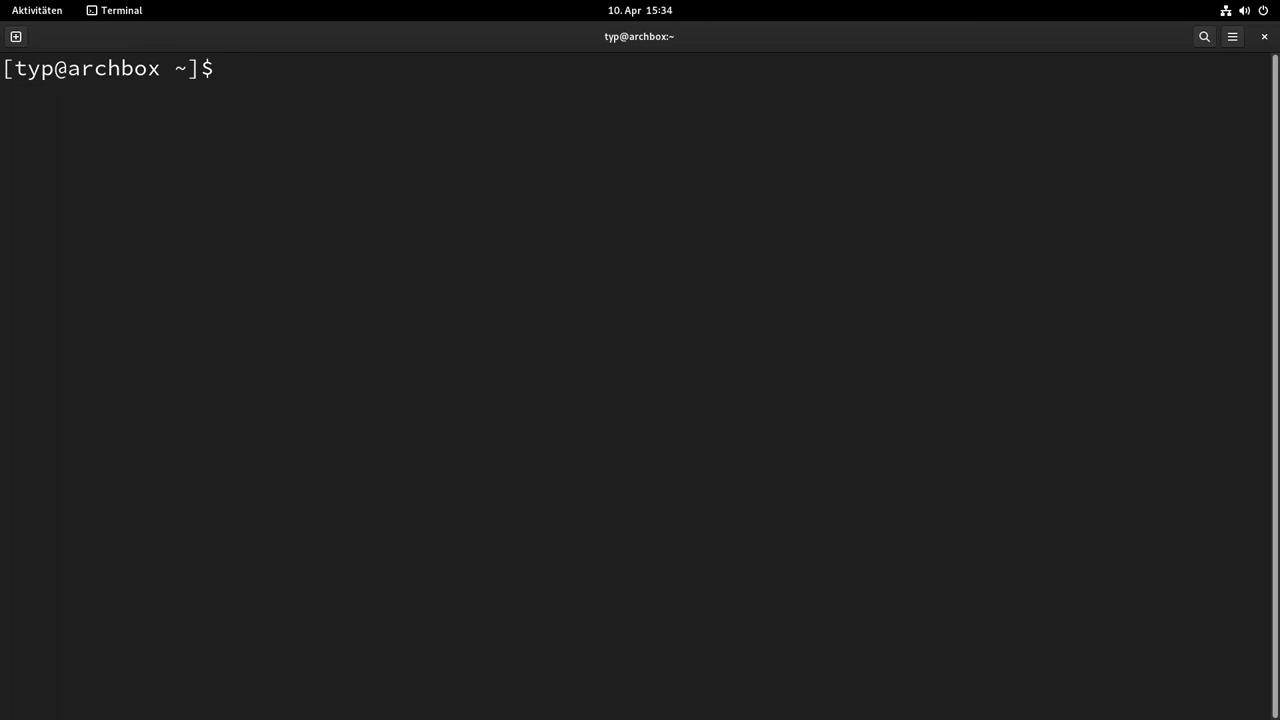 Aktivitäten Terminal 10. Apr 15:34
typ@archbox:~
[typ@archbox ~]$